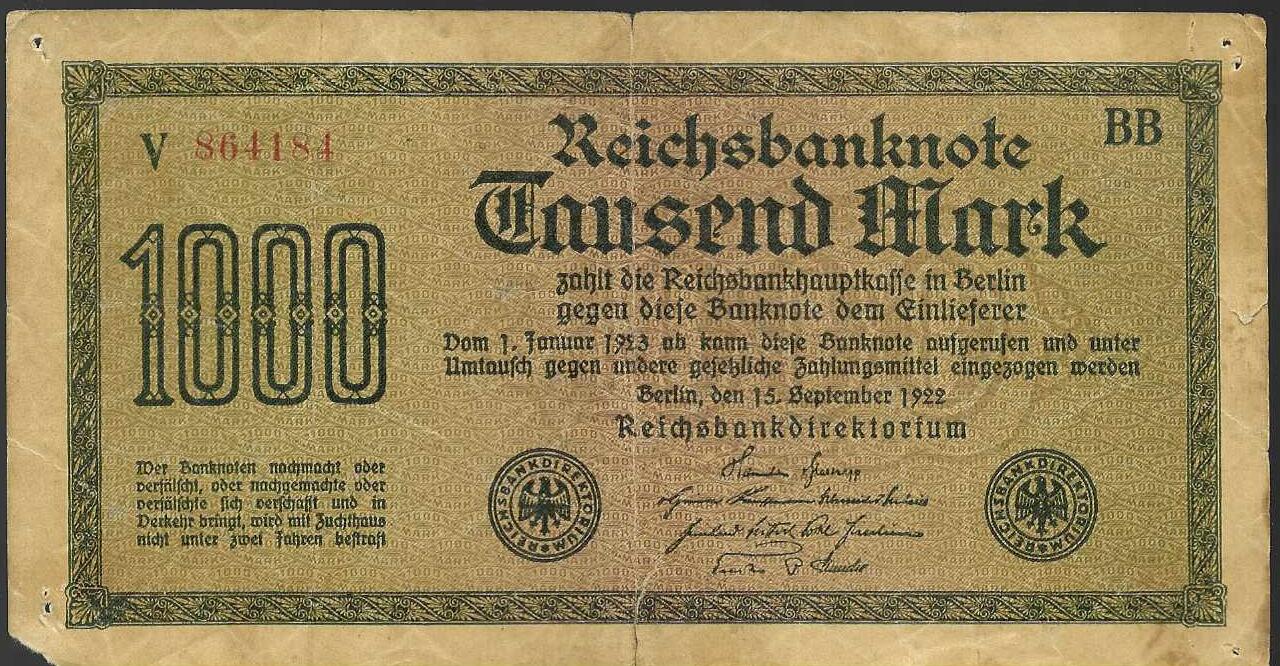 V 864184
BB
Reichsbanknote
Tausend Mark
1000
zahlt die Reichsbankhauptkasse in Berlin
gegen diese Banknote dem Einlieferer
Vom 1. Januar 1923 ab kann diese Banknote aufgerufen und unter
Umtausch gegen andere gesetzliche Zahlungsmittel eingezogen werden
Berlin, den 15. September 1922
Reichsbankdirektorium
Wer Banknoten nachmacht oder
verfälscht, oder nachgemachte oder
verfälschte sich verschafft und in
Verkehr bringt, wird mit Zuchthaus
nicht unter zwei Jahren bestraft
REICHSBANKDIREKTORIUM
REICHSBANKDIREKTORIUM